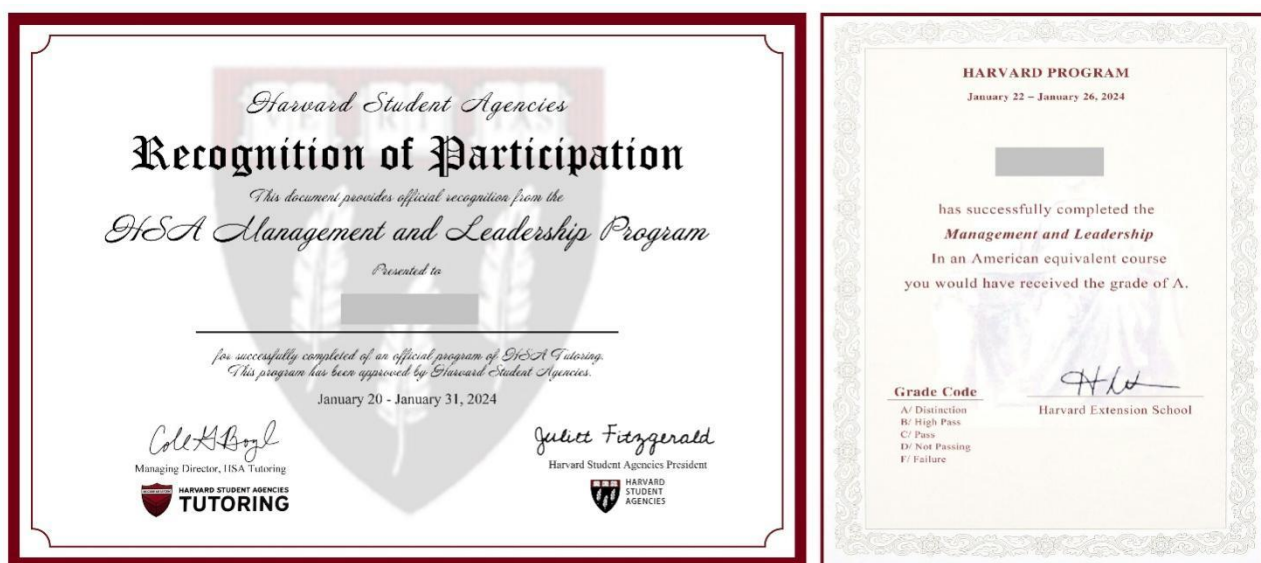 Harvard Student Agencies
Recognition of Participation
This document provides official recognition from the
HSA Management and Leadership Program
Presented to
for successfully completed of an official program of HSA Tutoring.
This program has been approved by Harvard Student Agencies.
January 20 - January 31, 2024
Managing Director, HSA Tutoring
HARVARD STUDENT AGENCIES
TUTORING
Juliet Fitzgerald
Harvard Student Agencies President
HARVARD
STUDENT
AGENCIES
HARVARD PROGRAM
January 22 – January 26, 2024
has successfully completed the
Management and Leadership
In an American equivalent course
you would have received the grade of A.
Grade Code
A/ Distinction
B/ High Pass
C/ Pass
D/ Not Passing
F/ Failure
Harvard Extension School